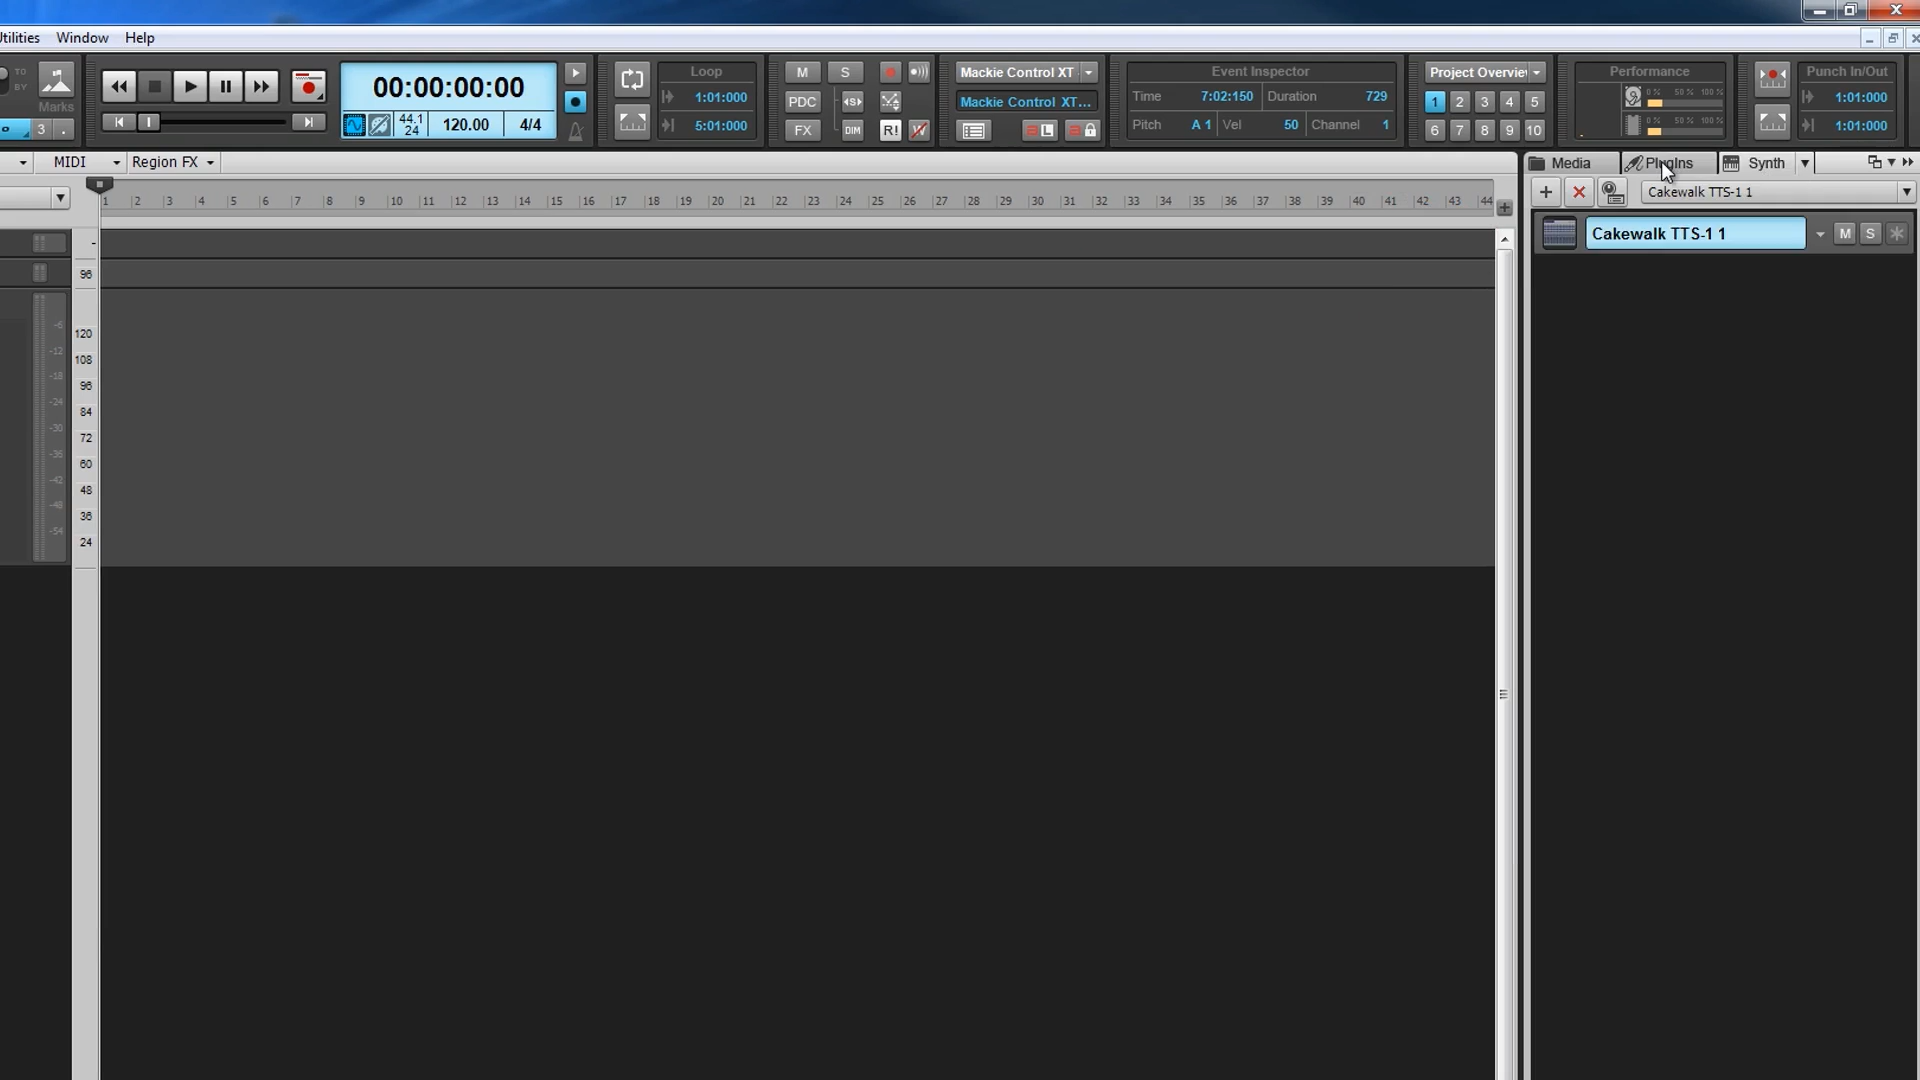 Utilities Window Help
TO
BY
Marks
3 .
00:00:00:00
44.1
24
120.00 4/4
Loop
1:01:000
5:01:000
M S
PDC
FX DIM R! W
Mackie Control XT
Mackie Control XT...
Event Inspector
Time 7:02:150 Duration 729
Pitch A 1 Vel 50 Channel 1
Project Overvie
1 2 3 4 5
6 7 8 9 10
Performance
0 % 50 % 100 %
0 % 50 % 100 %
Punch In/Out
1:01:000
1:01:000
MIDI Region FX
Media PlugIns Synth
Cakewalk TTS-1 1
Cakewalk TTS-1 1 M S
1 2 3 4 5 6 7 8 9 10 11 12 13 14 15 16 17 18 19 20 21 22 23 24 25 26 27 28 29 30 31 32 33 34 35 36 37 38 39 40 41 42 43 44
-
96
-6
-12
-18
-24
-30
-36
-42
-48
-54
120
108
96
84
72
60
48
36
24